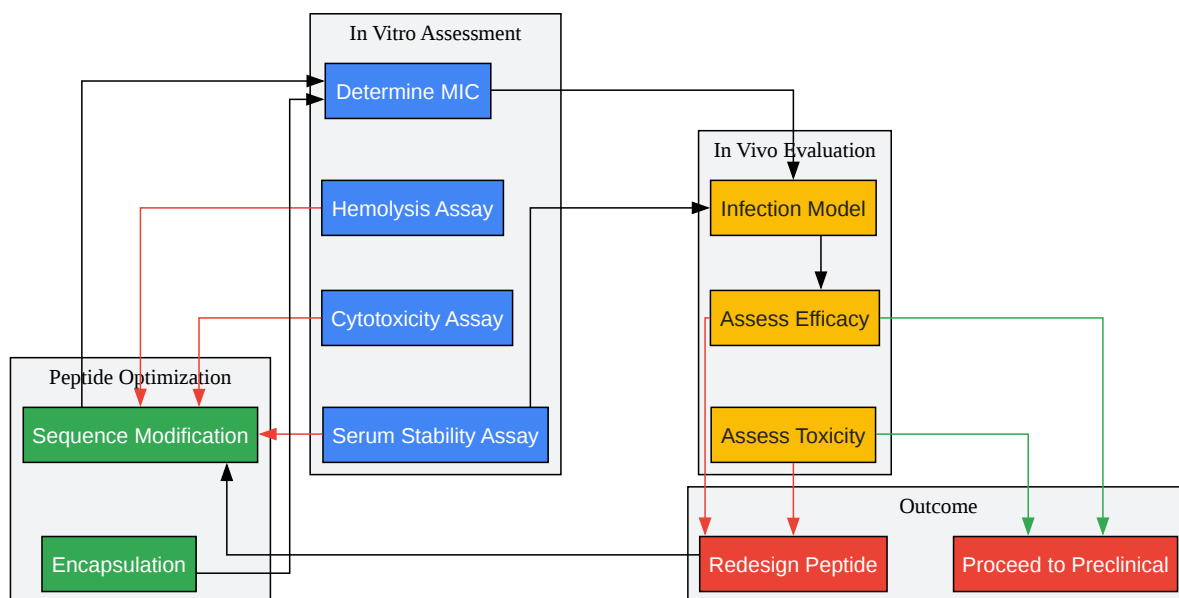 In Vitro Assessment
Determine MIC
Hemolysis Assay
Cytotoxicity Assay
Serum Stability Assay
In Vivo Evaluation
Infection Model
Assess Efficacy
Assess Toxicity
Peptide Optimization
Sequence Modification
Encapsulation
Outcome
Redesign Peptide
Proceed to Preclinical